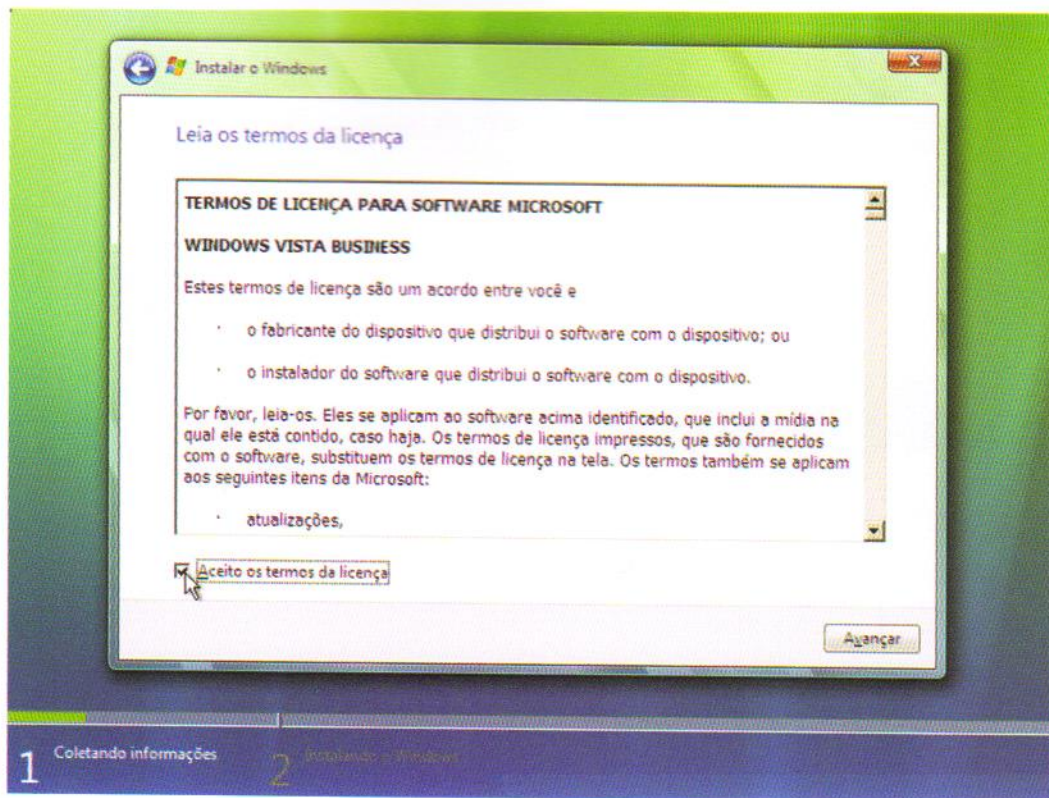 Instalar o Windows
Leia os termos da licença
TERMOS DE LICENÇA PARA SOFTWARE MICROSOFT
WINDOWS VISTA BUSINESS
Estes termos de licença são um acordo entre você e
· o fabricante do dispositivo que distribui o software com o dispositivo; ou
· o instalador do software que distribui o software com o dispositivo.
Por favor, leia-os. Eles se aplicam ao software acima identificado, que inclui a mídia na
qual ele está contido, caso haja. Os termos de licença impressos, que são fornecidos
com o software, substituem os termos de licença na tela. Os termos também se aplicam
aos seguintes itens da Microsoft:
· atualizações,
Aceito os termos da licença
Avançar
1 Coletando informações
2 Instalando o Windows